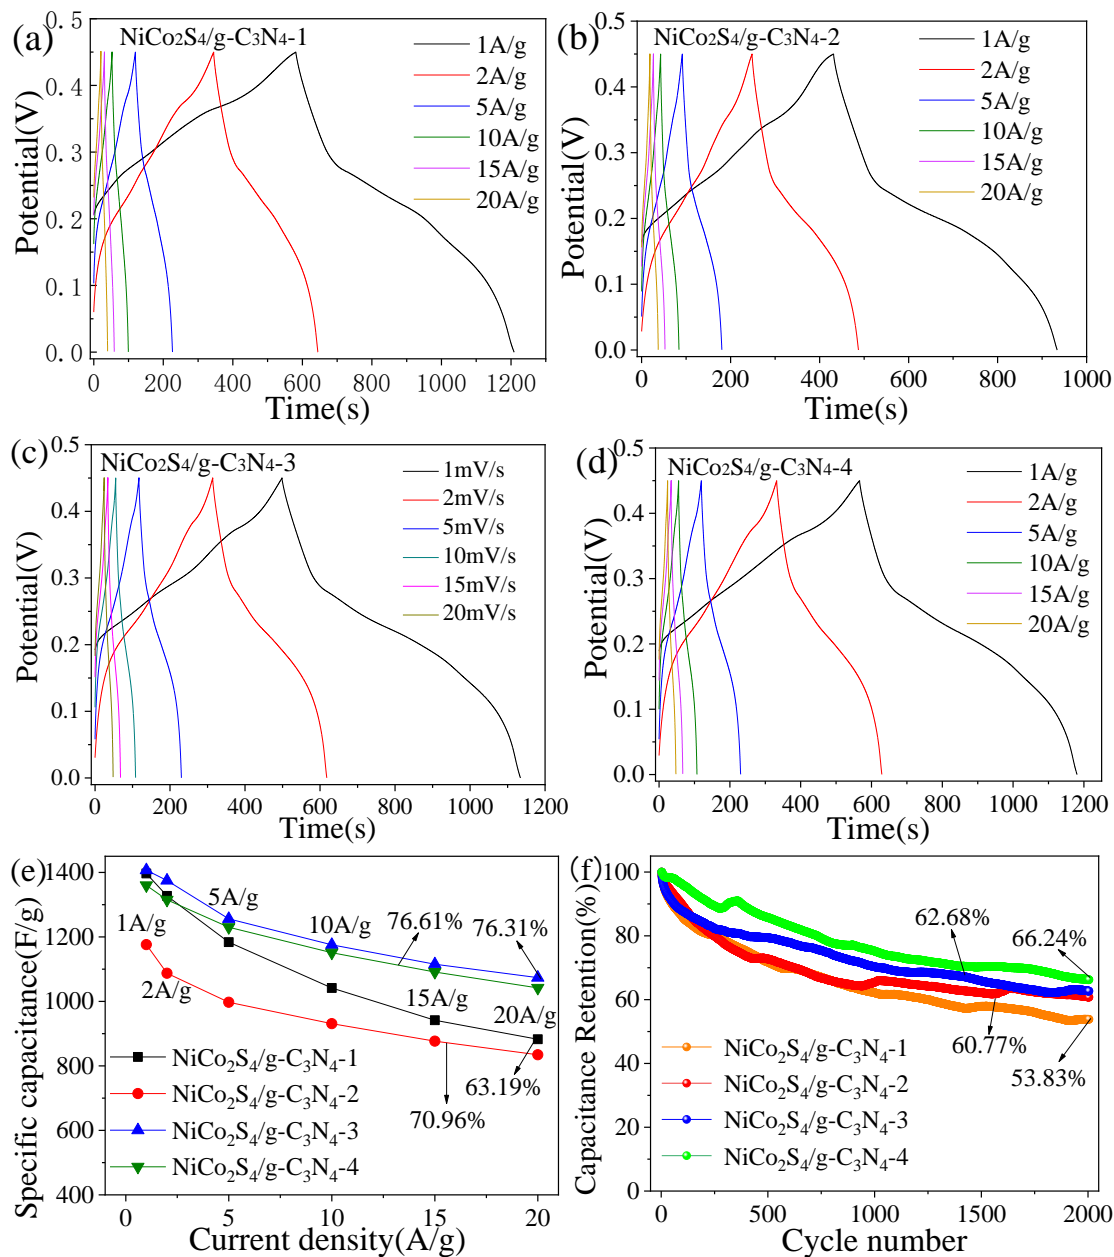 (a)
NiCo₂S₄/g-C₃N₄-1
1A/g
2A/g
5A/g
10A/g
15A/g
20A/g
Potential(V)
0.5
0.4
0.3
0.2
0.1
0.0
0 200 400 600 800 1000 1200
Time(s)
(b)
NiCo₂S₄/g-C₃N₄-2
1A/g
2A/g
5A/g
10A/g
15A/g
20A/g
Potential(V)
0.5
0.4
0.3
0.2
0.1
0.0
0 200 400 600 800 1000
Time(s)
(c)
NiCo₂S₄/g-C₃N₄-3
1mV/s
2mV/s
5mV/s
10mV/s
15mV/s
20mV/s
Potential(V)
0.5
0.4
0.3
0.2
0.1
0.0
0 200 400 600 800 1000 1200
Time(s)
(d)
NiCo₂S₄/g-C₃N₄-4
1A/g
2A/g
5A/g
10A/g
15A/g
20A/g
Potential(V)
0.5
0.4
0.3
0.2
0.1
0.0
0 200 400 600 800 1000 1200
Time(s)
(e)
1A/g
2A/g
5A/g
10A/g
15A/g
20A/g
76.61%
76.31%
63.19%
70.96%
NiCo₂S₄/g-C₃N₄-1
NiCo₂S₄/g-C₃N₄-2
NiCo₂S₄/g-C₃N₄-3
NiCo₂S₄/g-C₃N₄-4
Specific capacitance(F/g)
1400
1200
1000
800
600
400
0 5 10 15 20
Current density(A/g)
(f)
62.68%
66.24%
60.77%
53.83%
NiCo₂S₄/g-C₃N₄-1
NiCo₂S₄/g-C₃N₄-2
NiCo₂S₄/g-C₃N₄-3
NiCo₂S₄/g-C₃N₄-4
Capacitance Retention(%)
100
80
60
40
20
0
0 500 1000 1500 2000
Cycle number